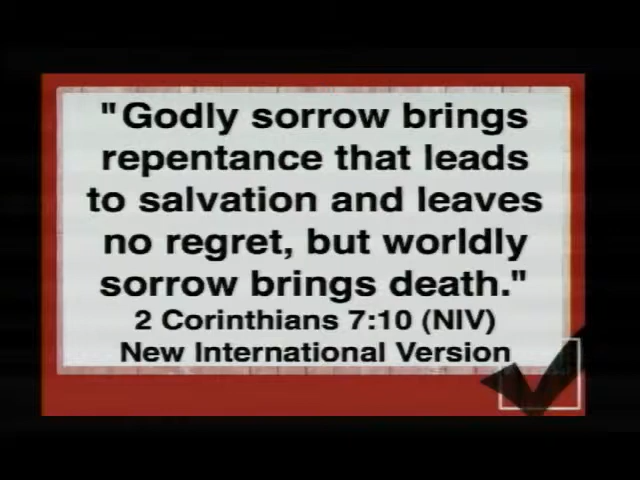 "Godly sorrow brings
repentance that leads
to salvation and leaves
no regret, but worldly
sorrow brings death."
2 Corinthians 7:10 (NIV)
New International Version